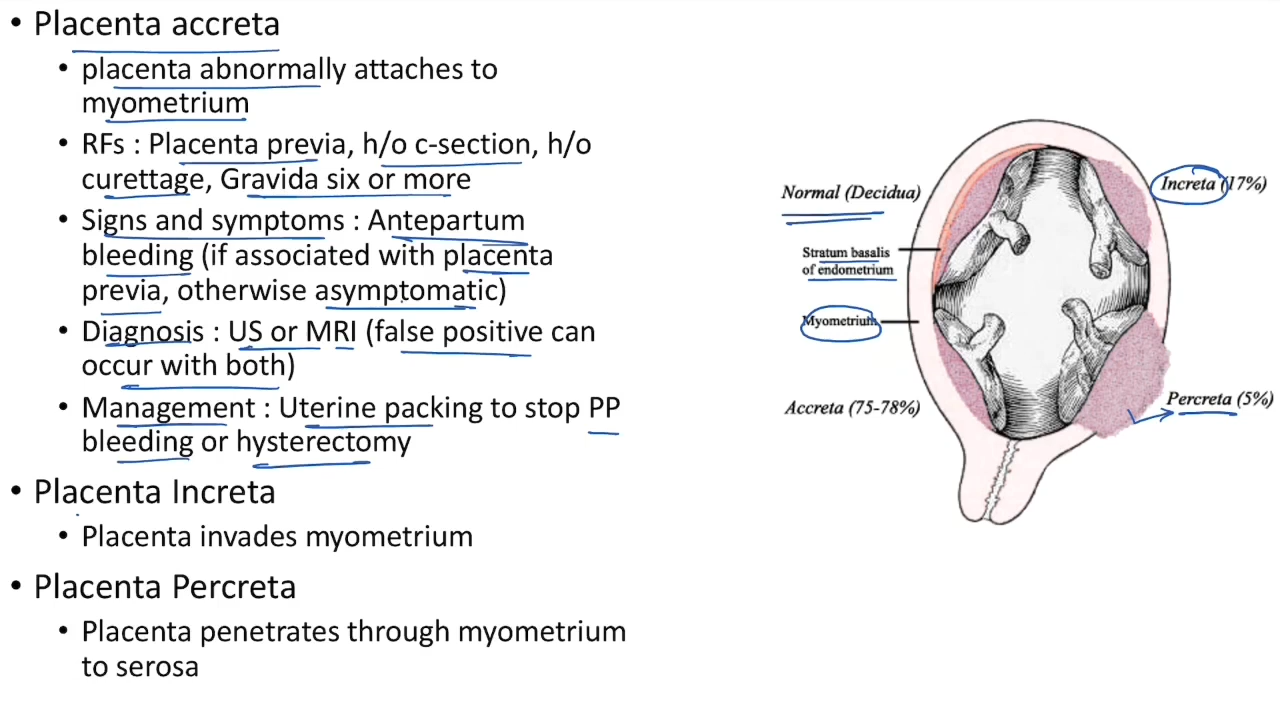 • Placenta accreta
• placenta abnormally attaches to
myometrium
• RFs : Placenta previa, h/o c-section, h/o
curettage, Gravida six or more
• Signs and symptoms : Antepartum
bleeding (if associated with placenta
previa, otherwise asymptomatic)
• Diagnosis : US or MRI (false positive can
occur with both)
• Management : Uterine packing to stop PP
bleeding or hysterectomy
• Placenta Increta
• Placenta invades myometrium
• Placenta Percreta
• Placenta penetrates through myometrium
to serosa
Normal (Decidua)
Increta (17%)
Stratum basalis
of endometrium
Myometrium
Accreta (75-78%)
Percreta (5%)